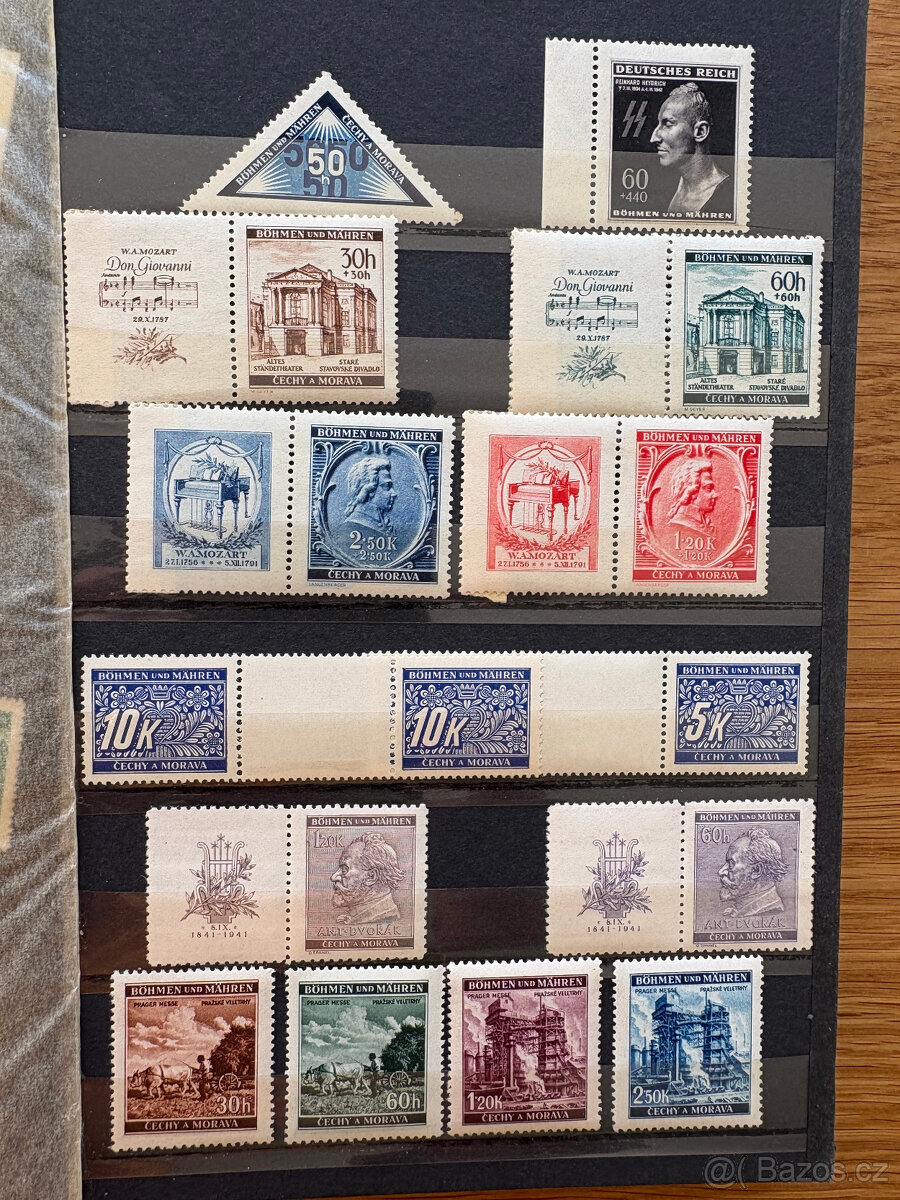 BÖHMEN UND MÄHREN
ČECHY A MORAVA
50 50
50h
50
DEUTSCHES REICH
REINHARD HEYDRICH
60
+440
BÖHMEN UND MÄHREN
W.A.MOZART
Don Giovanni
29.X.1787
BÖHMEN UND MÄHREN
30h
+30h
ALTES STÄNDETHEATER
STARÉ STAVOVSKÉ DIVADLO
ČECHY A MORAVA
W.A.MOZART
Don Giovanni
29.X.1787
BÖHMEN UND MÄHREN
60h
+60h
ALTES STÄNDETHEATER
STARÉ STAVOVSKÉ DIVADLO
ČECHY A MORAVA
W.A.MOZART
27.I.1756 * * * 5.XII.1791
BÖHMEN UND MÄHREN
2·50K
2·50K
ČECHY A MORAVA
W.A.MOZART
27.I.1756 * * * 5.XII.1791
BÖHMEN UND MÄHREN
1·20K
+1·20K
ČECHY A MORAVA
BÖHMEN UND MÄHREN
10K
ČECHY A MORAVA
BÖHMEN UND MÄHREN
10K
ČECHY A MORAVA
BÖHMEN UND MÄHREN
5K
ČECHY A MORAVA
* 8.IX. *
1841-1941
BÖHMEN UND MÄHREN
1,20K
ANT·DVOŘÁK
ČECHY A MORAVA
* 8.IX. *
1841-1941
BÖHMEN UND MÄHREN
60h
ANT·DVOŘÁK
ČECHY A MORAVA
BÖHMEN UND MÄHREN
PRAGER MESSE PRAŽSKÉ VELETRHY
30h
ČECHY A MORAVA
BÖHMEN UND MÄHREN
PRAGER MESSE PRAŽSKÉ VELETRHY
60h
ČECHY A MORAVA
BÖHMEN UND MÄHREN
PRAGER MESSE PRAŽSKÉ VELETRHY
1·20K
ČECHY A MORAVA
BÖHMEN UND MÄHREN
PRAGER MESSE PRAŽSKÉ VELETRHY
2·50K
ČECHY A MORAVA
Bazos.cz